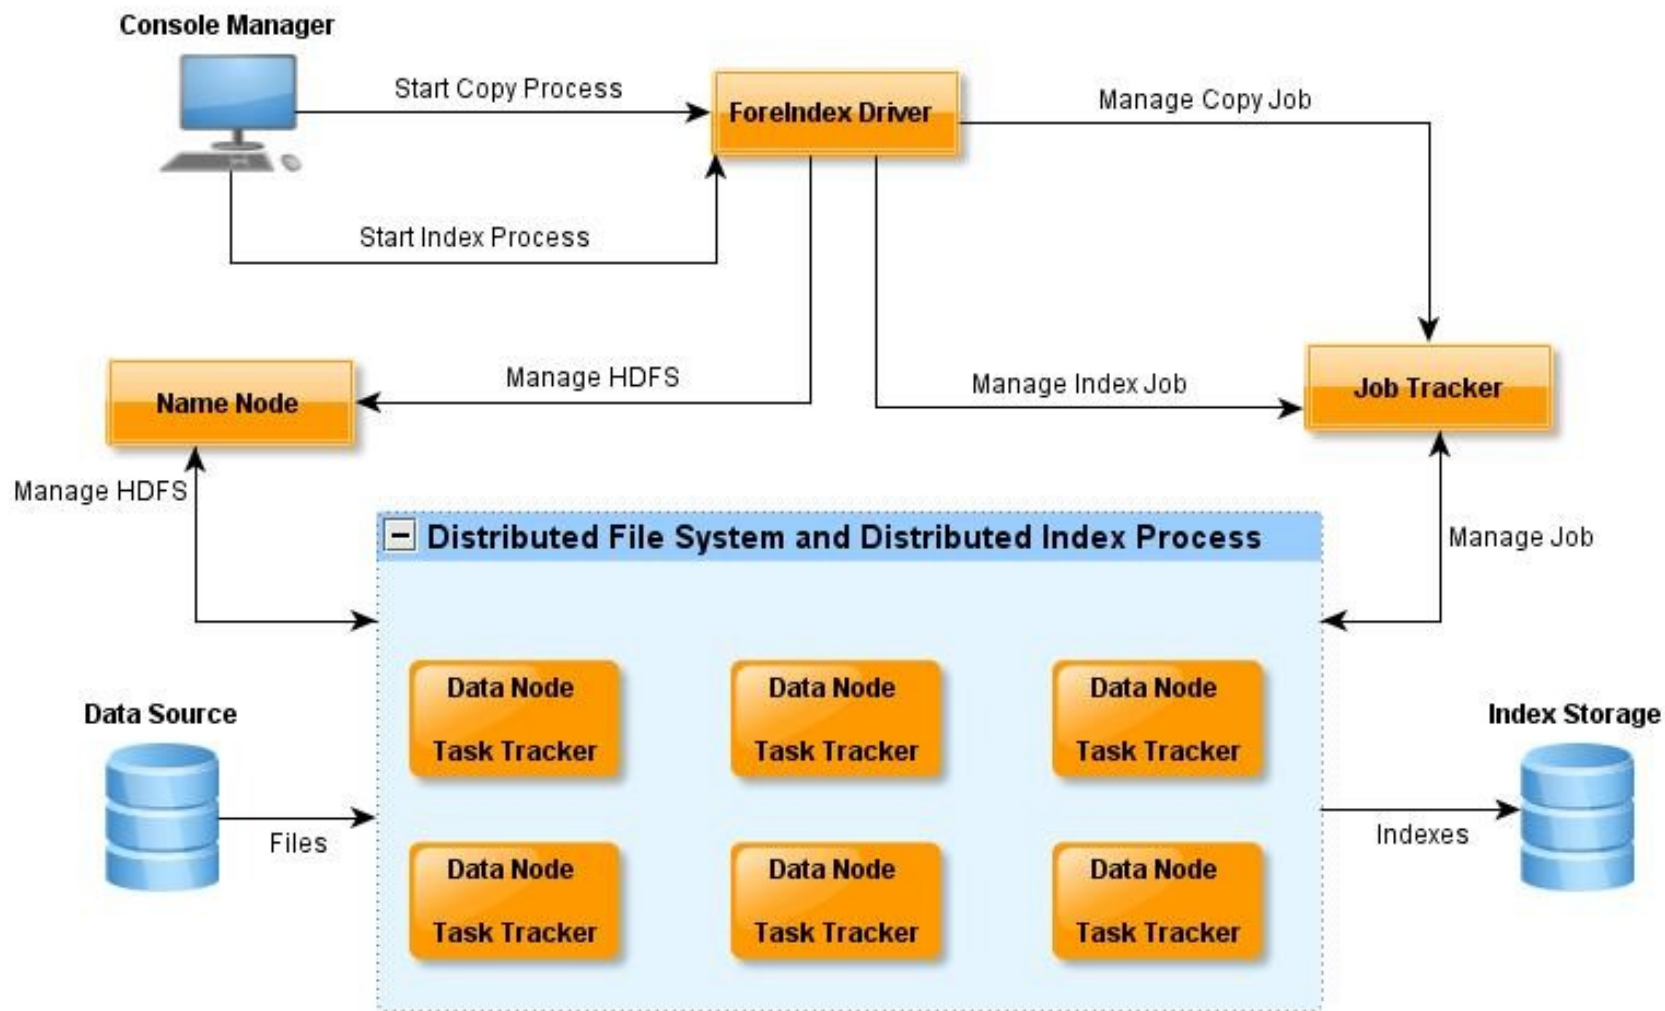 Console Manager
Start Copy Process
ForeIndex Driver
Manage Copy Job
Start Index Process
Manage HDFS
Name Node
Manage Index Job
Job Tracker
Manage HDFS
Distributed File System and Distributed Index Process
Manage Job
Data Node
Task Tracker
Data Node
Task Tracker
Data Node
Task Tracker
Data Source
Index Storage
Files
Indexes
Data Node
Task Tracker
Data Node
Task Tracker
Data Node
Task Tracker